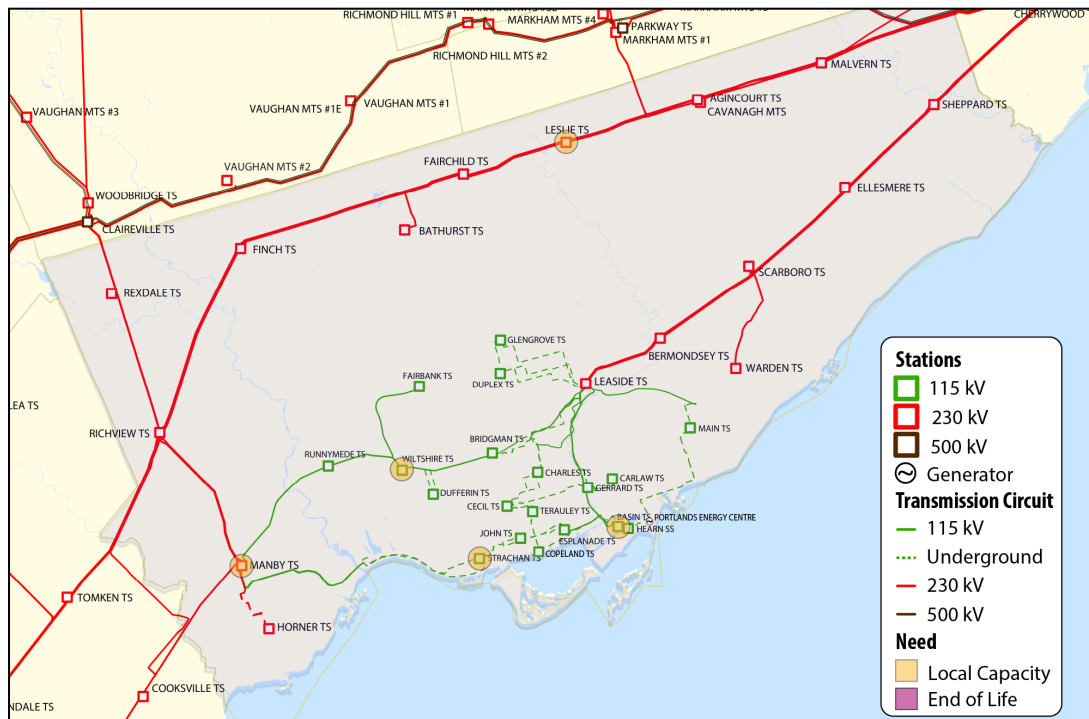 RICHMOND HILL MTS #1
MARKHAM MTS #4
CHERRYWOOD
PARKWAY TS
MARKHAM MTS #1
RICHMOND HILL MTS #2
MALVERN TS
VAUGHAN MTS #3
VAUGHAN MTS #1E
VAUGHAN MTS #1
AGINCOURT TS
CAVANAGH MTS
SHEPPARD TS
LESLIE TS
FAIRCHILD TS
VAUGHAN MTS #2
ELLESMERE TS
WOODBRIDGE TS
CLAIREVILLE TS
BATHURST TS
FINCH TS
SCARBORO TS
REXDALE TS
GLENGROVE TS
BERMONDSEY TS
WARDEN TS
FAIRBANK TS
DUPLEX TS
LEASIDE TS
LEA TS
RICHVIEW TS
MAIN TS
BRIDGMAN TS
RUNNYMEDE TS
WILTSHIRE TS
CHARLES TS
CARLAW TS
GERRARD TS
DUFFERIN TS
CECIL TS
TERAULEY TS
BASIN TS
PORTLANDS ENERGY CENTRE
HEARN SS
JOHN TS
ESPLANADE TS
COPELAND TS
STRACHAN TS
MANBY TS
TOMKEN TS
HORNER TS
COOKSVILLE TS
NDALE TS
Stations
115 kV
230 kV
500 kV
Generator
Transmission Circuit
115 kV
Underground
230 kV
500 kV
Need
Local Capacity
End of Life